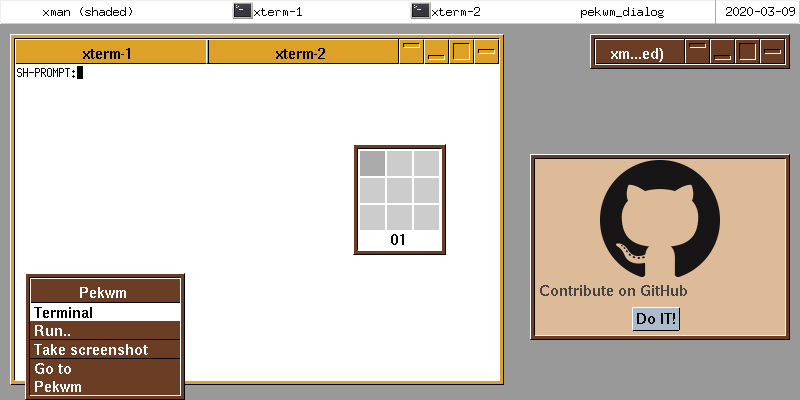 xman (shaded) xterm-1 xterm-2 pekwm_dialog 2020-03-09
xterm-1 xterm-2
xm...ed)
SH-PROMPT:
01
Contribute on GitHub
Do IT!
Pekwm
Terminal
Run..
Take screenshot
Go to
Pekwm